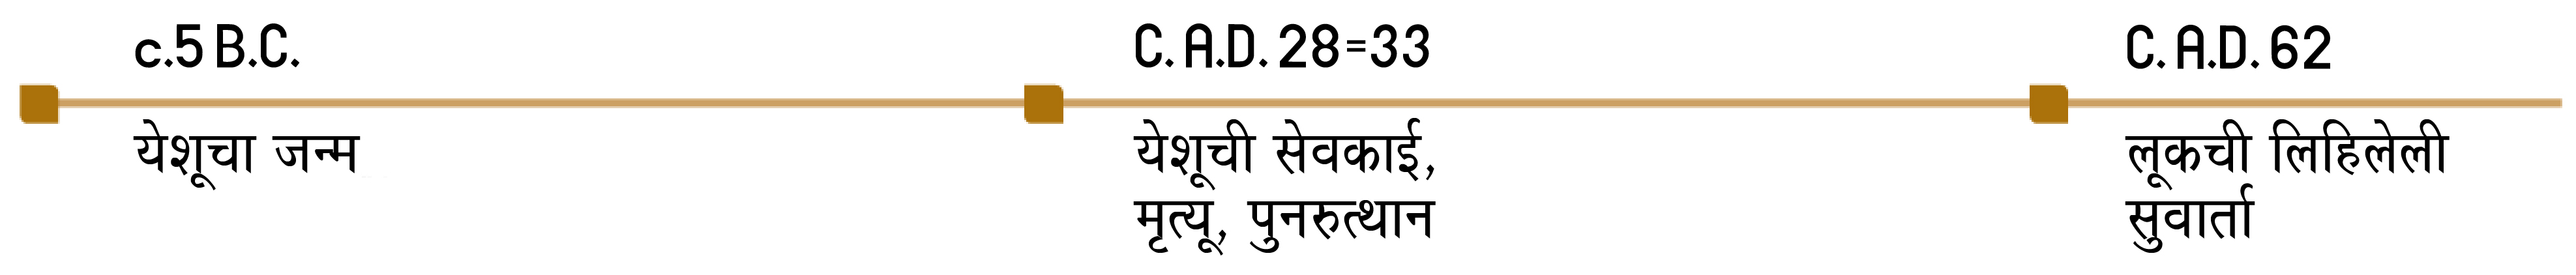 c.5 B.C.
येशूचा जन्म
C. A.D. 28=33
येशूची सेवकाई,
मृत्यू, पुनरुत्थान
C. A.D. 62
लूकची लिहिलेली
सुवार्ता